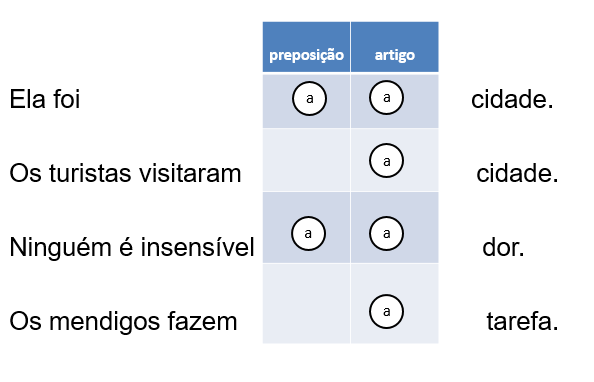 preposição artigo
Ela foi a a cidade.
Os turistas visitaram a cidade.
Ninguém é insensível a a dor.
Os mendigos fazem a tarefa.